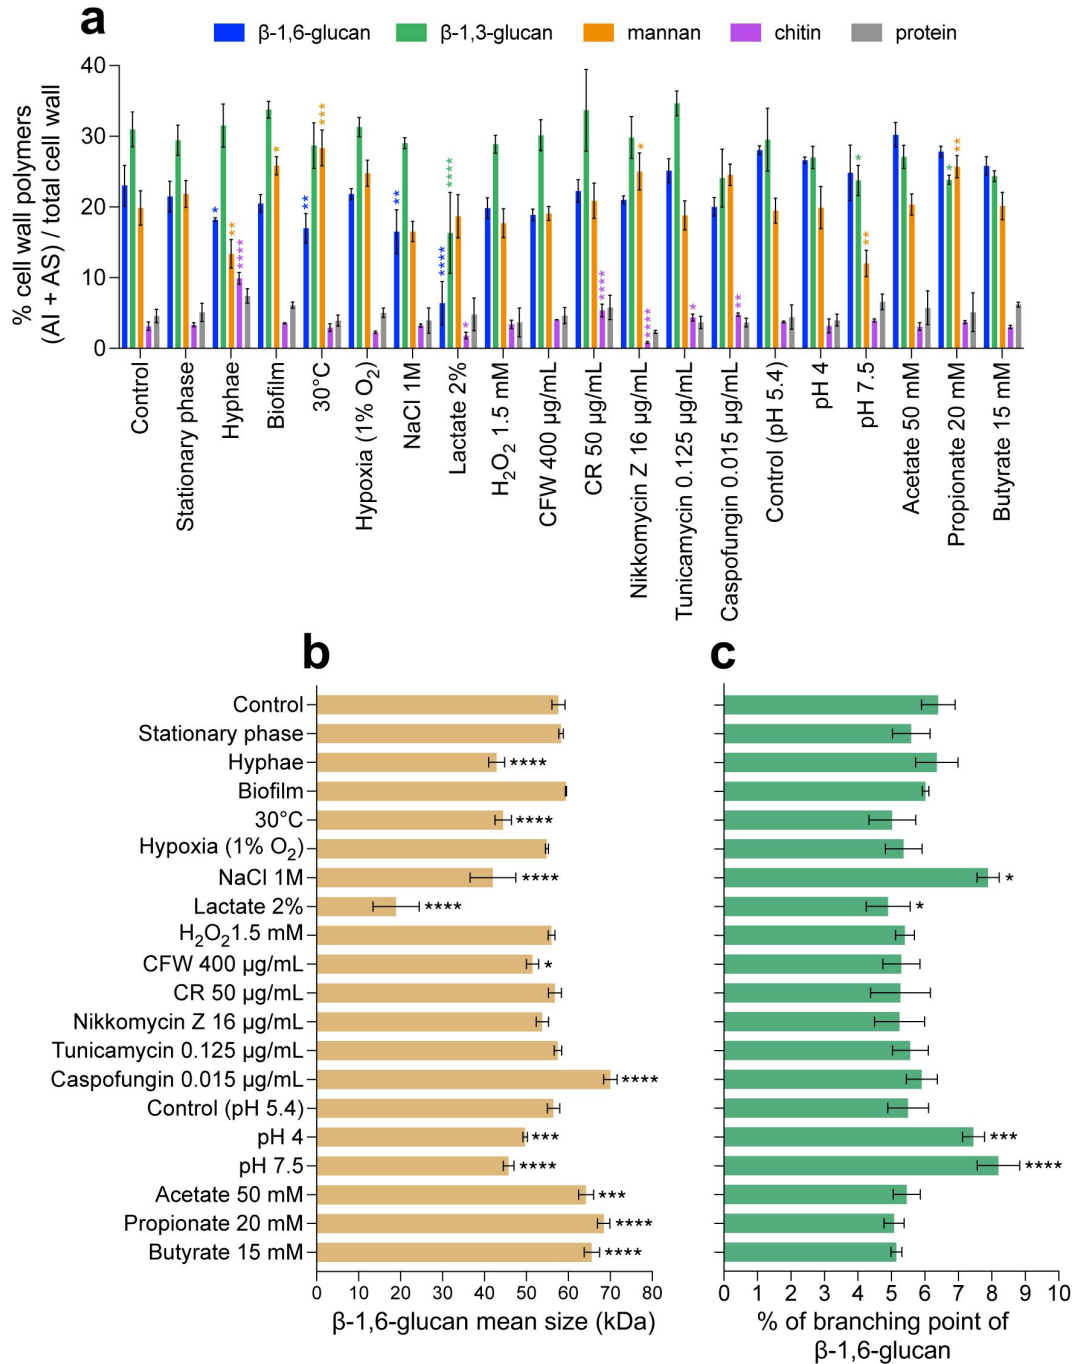 a
β-1,6-glucan β-1,3-glucan mannan chitin protein
% cell wall polymers
(AI + AS) / total cell wall
40
30
20
10
0
* ** **** * ** *** ** **** **** * **** * **** * ** * ** * **
Control
Stationary phase
Hyphae
Biofilm
30°C
Hypoxia (1% O₂)
NaCl 1M
Lactate 2%
H₂O₂ 1.5 mM
CFW 400 µg/mL
CR 50 µg/mL
Nikkomycin Z 16 µg/mL
Tunicamycin 0.125 µg/mL
Caspofungin 0.015 µg/mL
Control (pH 5.4)
pH 4
pH 7.5
Acetate 50 mM
Propionate 20 mM
Butyrate 15 mM
b
Control
Stationary phase
Hyphae ****
Biofilm
30°C ****
Hypoxia (1% O₂)
NaCl 1M ****
Lactate 2% ****
H₂O₂1.5 mM
CFW 400 µg/mL *
CR 50 µg/mL
Nikkomycin Z 16 µg/mL
Tunicamycin 0.125 µg/mL
Caspofungin 0.015 µg/mL ****
Control (pH 5.4)
pH 4 ***
pH 7.5 ****
Acetate 50 mM ***
Propionate 20 mM ****
Butyrate 15 mM ****
0 10 20 30 40 50 60 70 80
β-1,6-glucan mean size (kDa)
c
*
*
***
****
0 1 2 3 4 5 6 7 8 9 10
% of branching point of
β-1,6-glucan